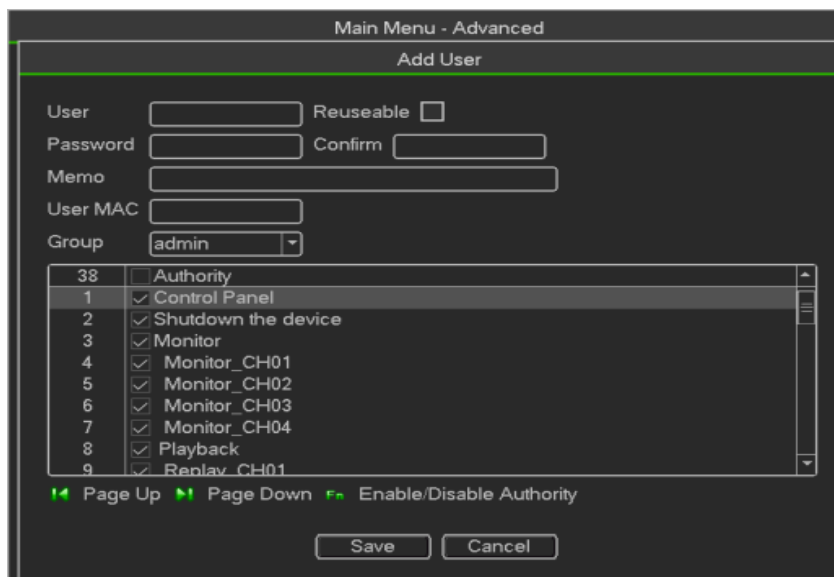 Main Menu - Advanced
Add User
User Reuseable
Password Confirm
Memo
User MAC
Group admin
38 Authority
1 Control Panel
2 Shutdown the device
3 Monitor
4 Monitor_CH01
5 Monitor_CH02
6 Monitor_CH03
7 Monitor_CH04
8 Playback
9 Replay_CH01
Page Up Page Down Fn Enable/Disable Authority
Save Cancel